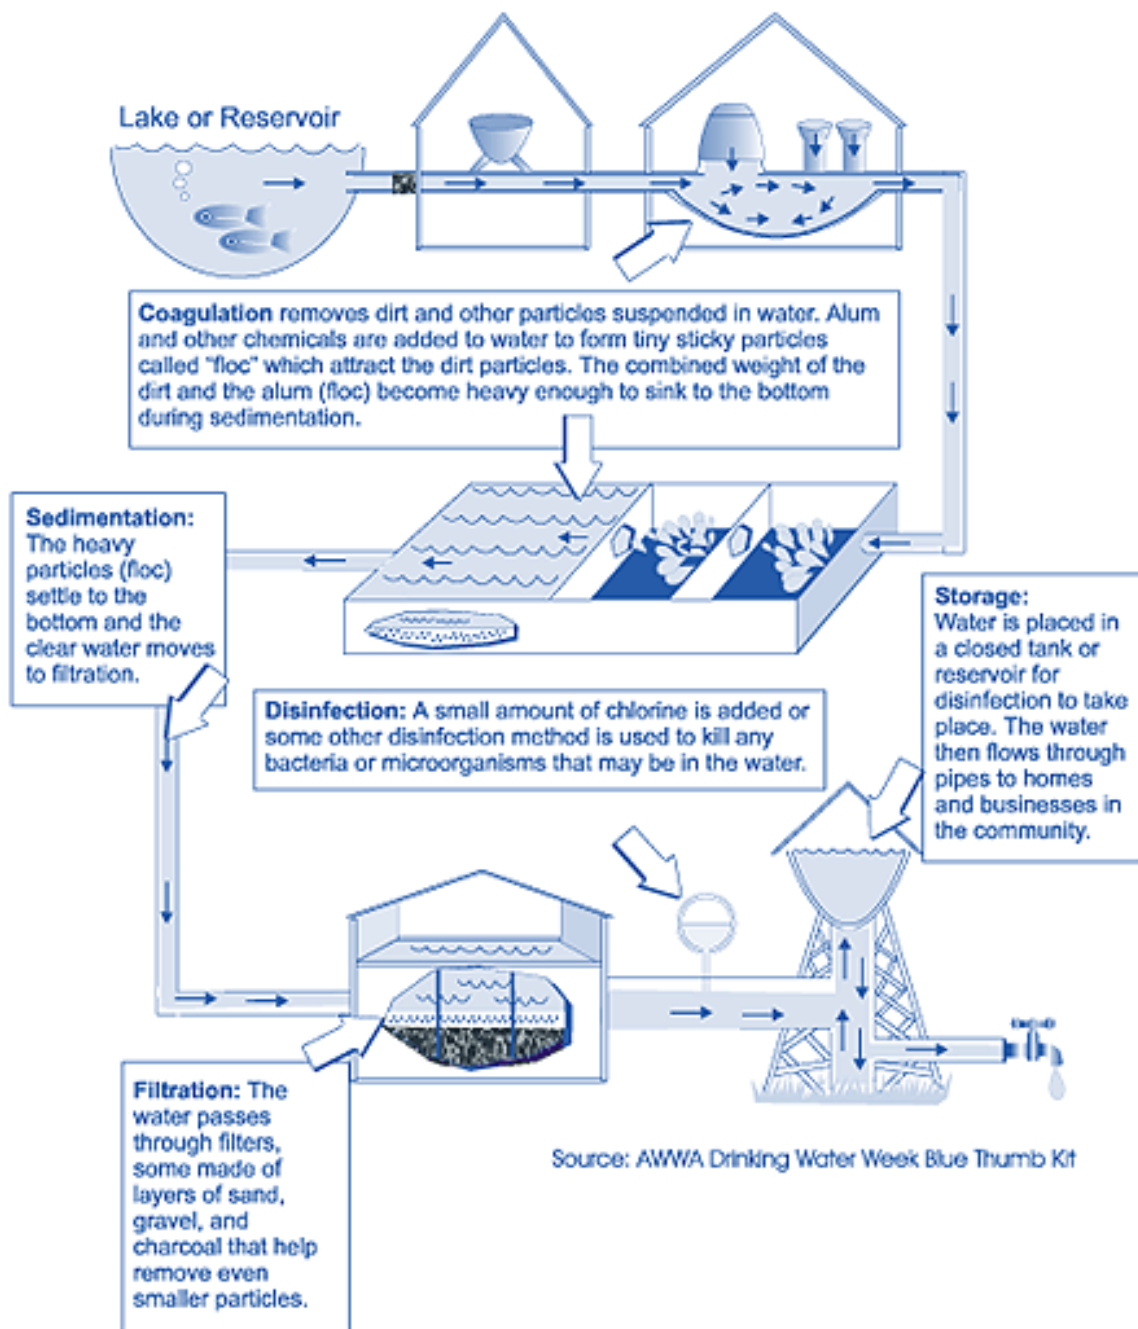 Lake or Reservoir
Coagulation removes dirt and other particles suspended in water. Alum
and other chemicals are added to water to form tiny sticky particles
called "floc" which attract the dirt particles. The combined weight of the
dirt and the alum (floc) become heavy enough to sink to the bottom
during sedimentation.
Sedimentation:
The heavy
particles (floc)
settle to the
bottom and the
clear water moves
to filtration.
Storage:
Water is placed in
a closed tank or
reservoir for
disinfection to take
place. The water
then flows through
pipes to homes
and businesses in
the community.
Disinfection: A small amount of chlorine is added or
some other disinfection method is used to kill any
bacteria or microorganisms that may be in the water.
Filtration: The
water passes
through filters,
some made of
layers of sand,
gravel, and
charcoal that help
remove even
smaller particles.
Source: AWWA Drinking Water Week Blue Thumb Kit